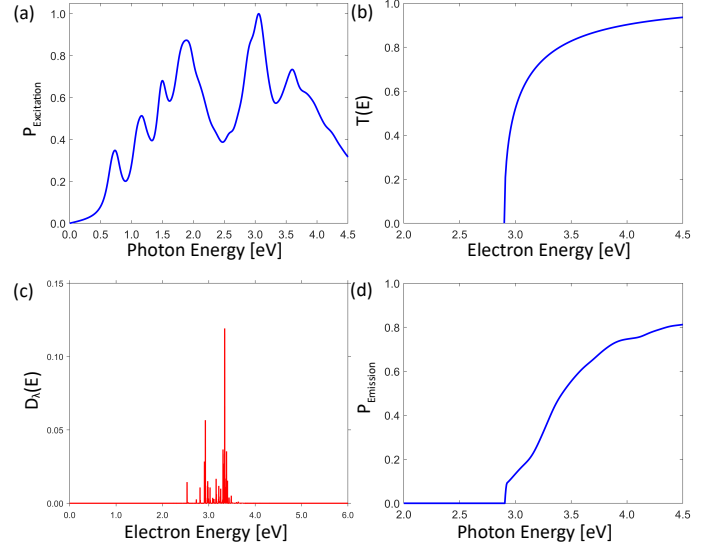 (a)
1.0
0.8
0.6
0.4
0.2
0.0
P Excitation
0.0 0.5 1.0 1.5 2.0 2.5 3.0 3.5 4.0 4.5
Photon Energy [eV]
(b)
1.0
0.8
0.6
0.4
0.2
0.0
T(E)
2.0 2.5 3.0 3.5 4.0 4.5
Electron Energy [eV]
(c)
0.15
0.10
0.05
0.00
Dλ(E)
0.0 1.0 2.0 3.0 4.0 5.0 6.0
Electron Energy [eV]
(d)
1.0
0.8
0.6
0.4
0.2
0.0
P Emission
2.0 2.5 3.0 3.5 4.0 4.5
Photon Energy [eV]